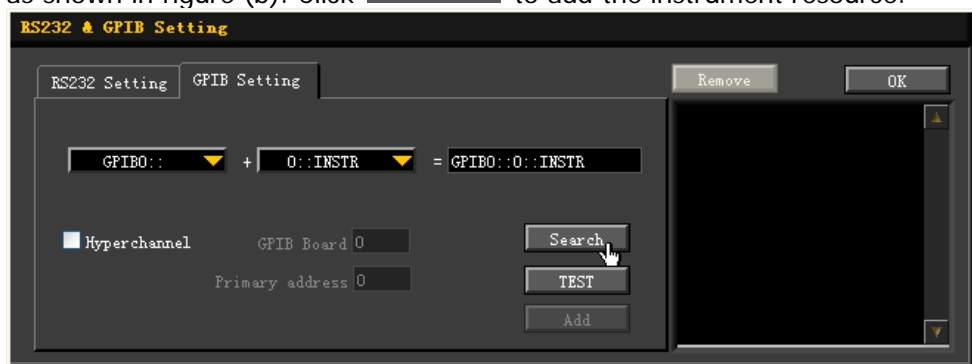 as shown in figure (b). Click to add the instrument resource.
RS232 & GPIB Setting
RS232 Setting GPIB Setting Remove OK
GPIB0:: + 0::INSTR = GPIB0::0::INSTR
Hyperchannel GPIB Board 0 Search
Primary address 0 TEST
Add